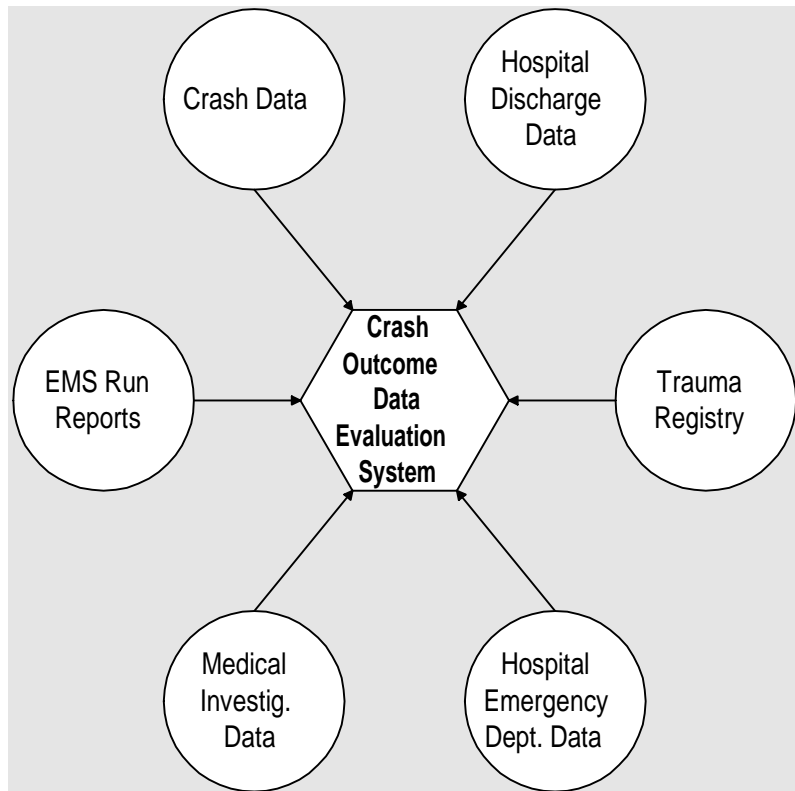 Crash Data
Hospital
Discharge
Data
EMS Run
Reports
Crash
Outcome
Data
Evaluation
System
Trauma
Registry
Medical
Investig.
Data
Hospital
Emergency
Dept. Data